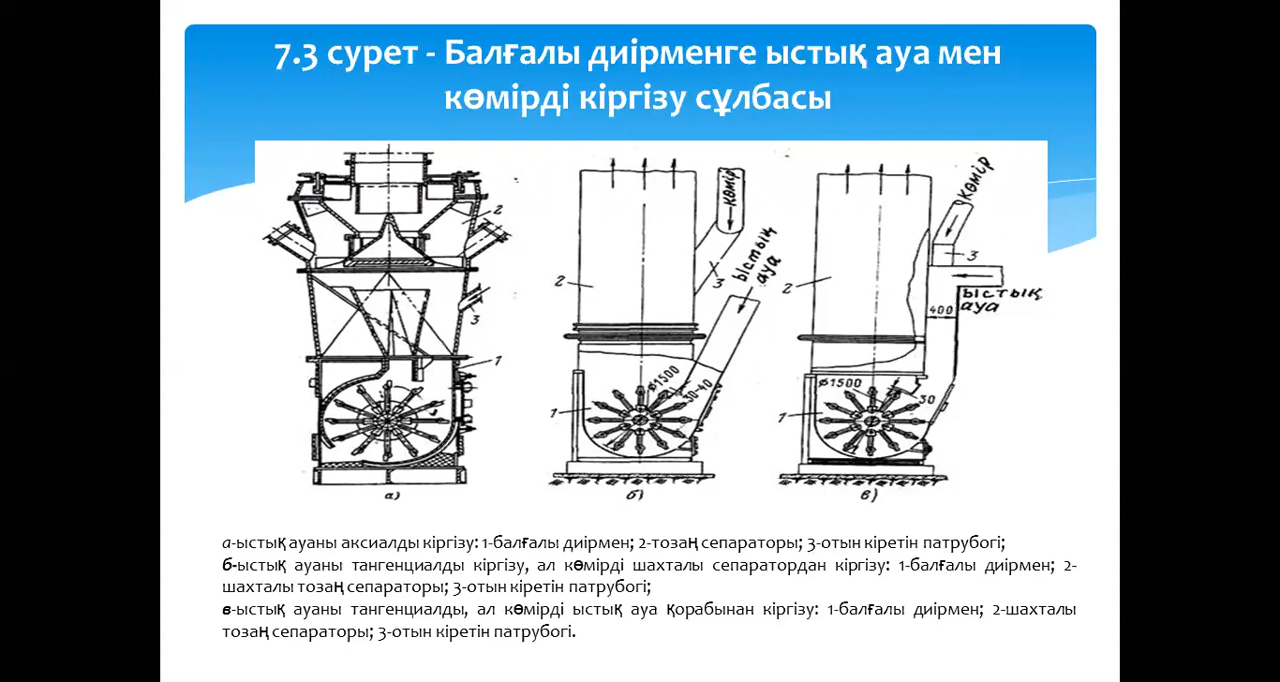 7.3 сурет - Балғалы диірменге ыстық ауа мен
көмірді кіргізу сұлбасы
2
3
1
а)
көмір
ыстық
ауа
3
2
Ø1500
30-40
1
б)
көмір
3
ыстық
ауа
400
2
Ø1500
30
1
в)
а-ыстық ауаны аксиалды кіргізу: 1-балғалы диірмен; 2-тозаң сепараторы; 3-отын кіретін патрубогі;
б-ыстық ауаны тангенциалды кіргізу, ал көмірді шахталы сепаратордан кіргізу: 1-балғалы диірмен; 2-
шахталы тозаң сепараторы; 3-отын кіретін патрубогі;
в-ыстық ауаны тангенциалды, ал көмірді ыстық ауа қорабынан кіргізу: 1-балғалы диірмен; 2-шахталы
тозаң сепараторы; 3-отын кіретін патрубогі.